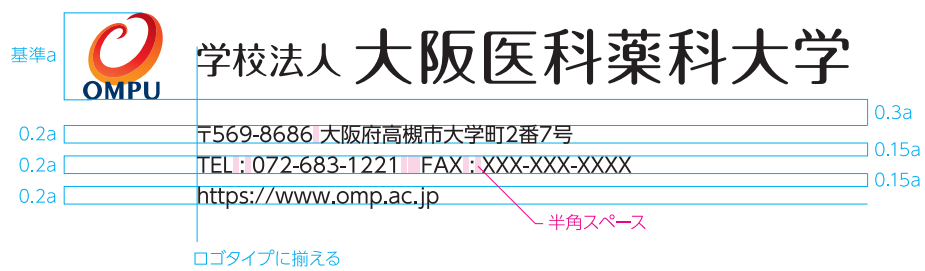 基準a
OMPU
学校法人 大阪医科薬科大学
0.3a
0.2a
〒569-8686 大阪府高槻市大学町2番7号
0.15a
0.2a
TEL : 072-683-1221  FAX : XXX-XXX-XXXX
0.15a
0.2a
https://www.omp.ac.jp
半角スペース
ロゴタイプに揃える